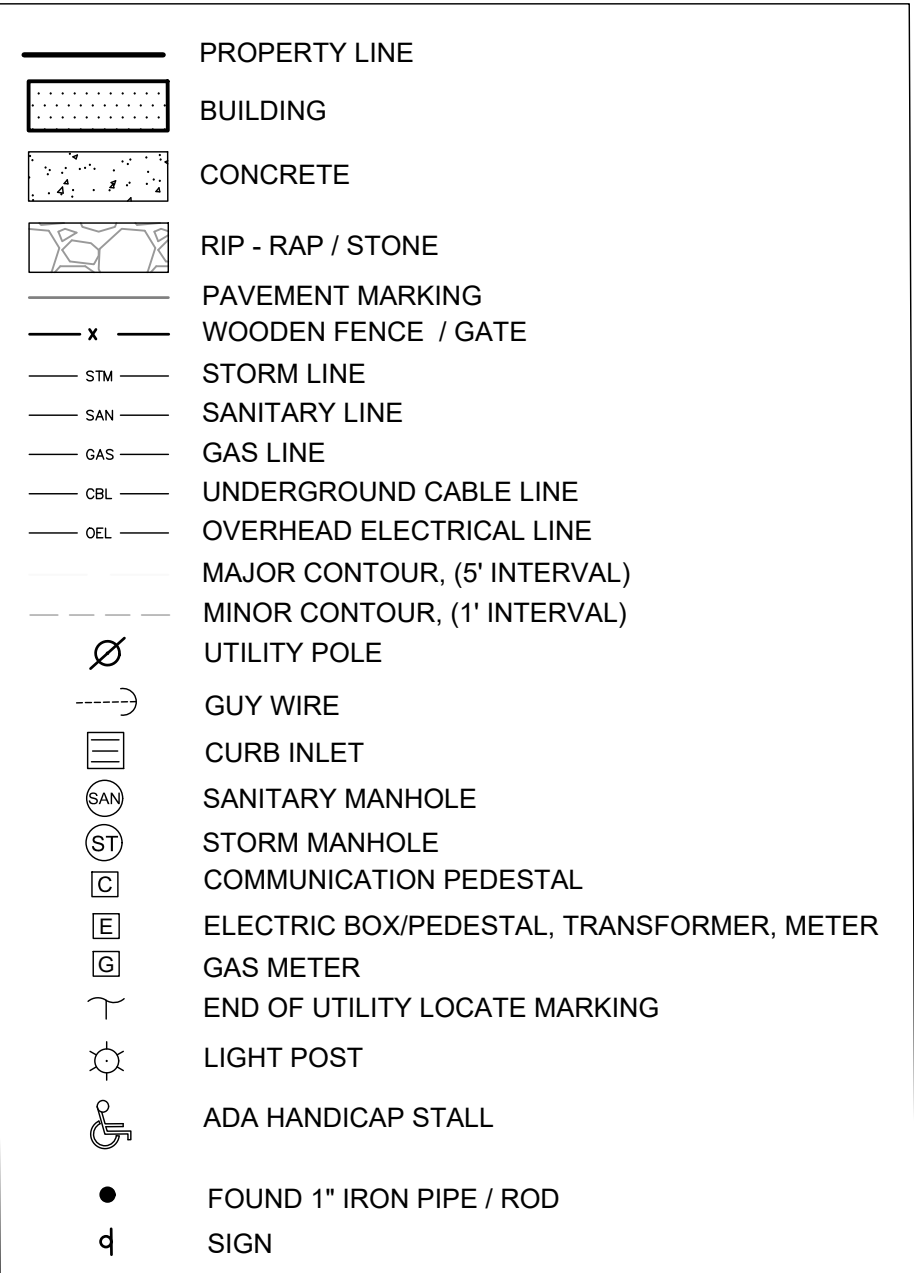 PROPERTY LINE
BUILDING
CONCRETE
RIP - RAP / STONE
PAVEMENT MARKING
x WOODEN FENCE / GATE
STM STORM LINE
SAN SANITARY LINE
GAS GAS LINE
CBL UNDERGROUND CABLE LINE
OEL OVERHEAD ELECTRICAL LINE
MAJOR CONTOUR, (5' INTERVAL)
MINOR CONTOUR, (1' INTERVAL)
UTILITY POLE
GUY WIRE
CURB INLET
SAN SANITARY MANHOLE
ST STORM MANHOLE
C COMMUNICATION PEDESTAL
E ELECTRIC BOX/PEDESTAL, TRANSFORMER, METER
G GAS METER
END OF UTILITY LOCATE MARKING
LIGHT POST
ADA HANDICAP STALL
FOUND 1" IRON PIPE / ROD
SIGN